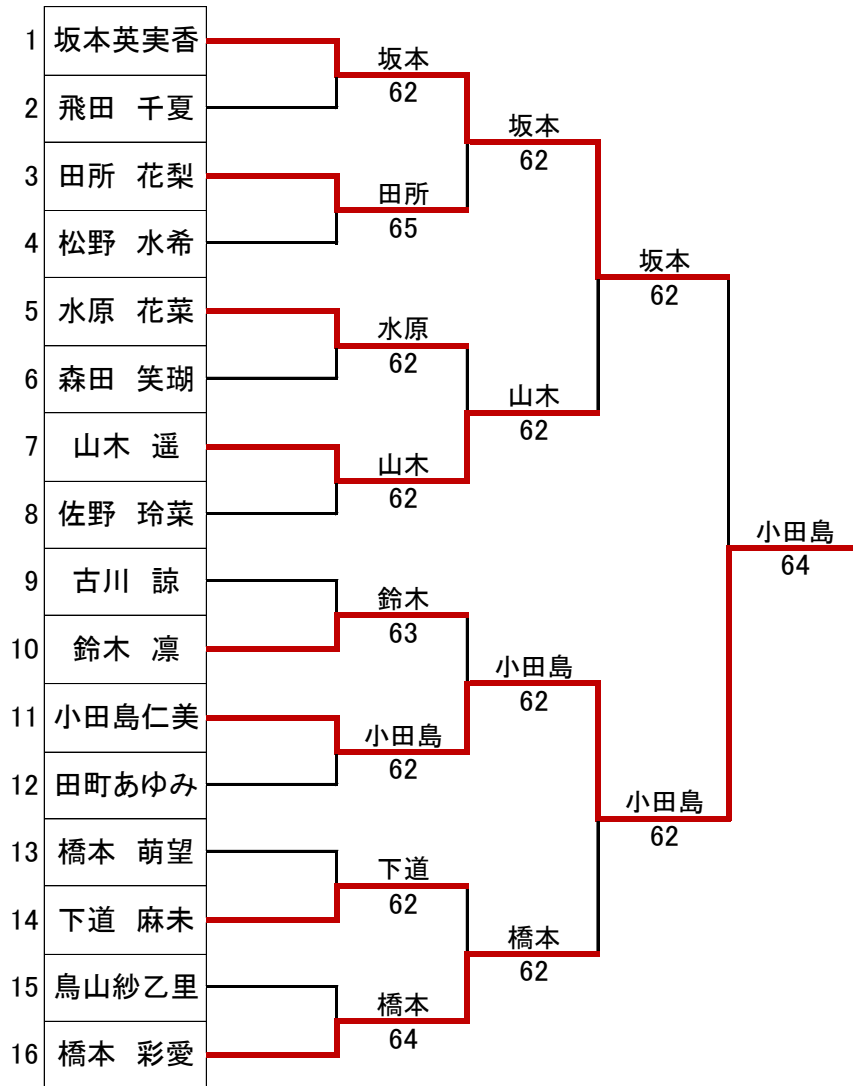 1 坂本英実香
2 飛田　千夏
3 田所　花梨
4 松野　水希
5 水原　花菜
6 森田　笑瑚
7 山木　遥
8 佐野　玲菜
9 古川　諒
10 鈴木　凛
11 小田島仁美
12 田町あゆみ
13 橋本　萌望
14 下道　麻未
15 鳥山紗乙里
16 橋本　彩愛
坂本
62
田所
65
水原
62
山木
62
鈴木
63
小田島
62
下道
62
橋本
64
坂本
62
山木
62
小田島
62
橋本
62
坂本
62
小田島
62
小田島
64